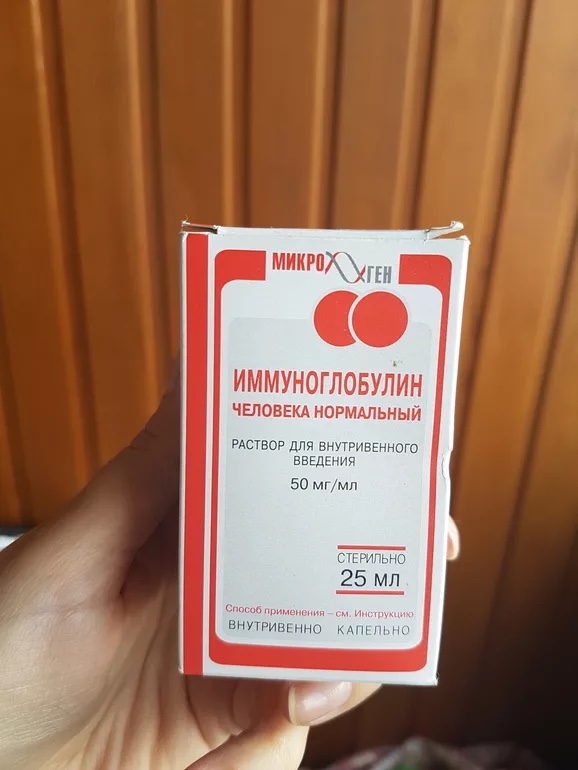 МИКРОГЕН
ИММУНОГЛОБУЛИН
ЧЕЛОВЕКА НОРМАЛЬНЫЙ
РАСТВОР ДЛЯ ВНУТРИВЕННОГО
ВВЕДЕНИЯ
50 мг/мл
СТЕРИЛЬНО
25 мл
Способ применения – см. Инструкцию
ВНУТРИВЕННО КАПЕЛЬНО